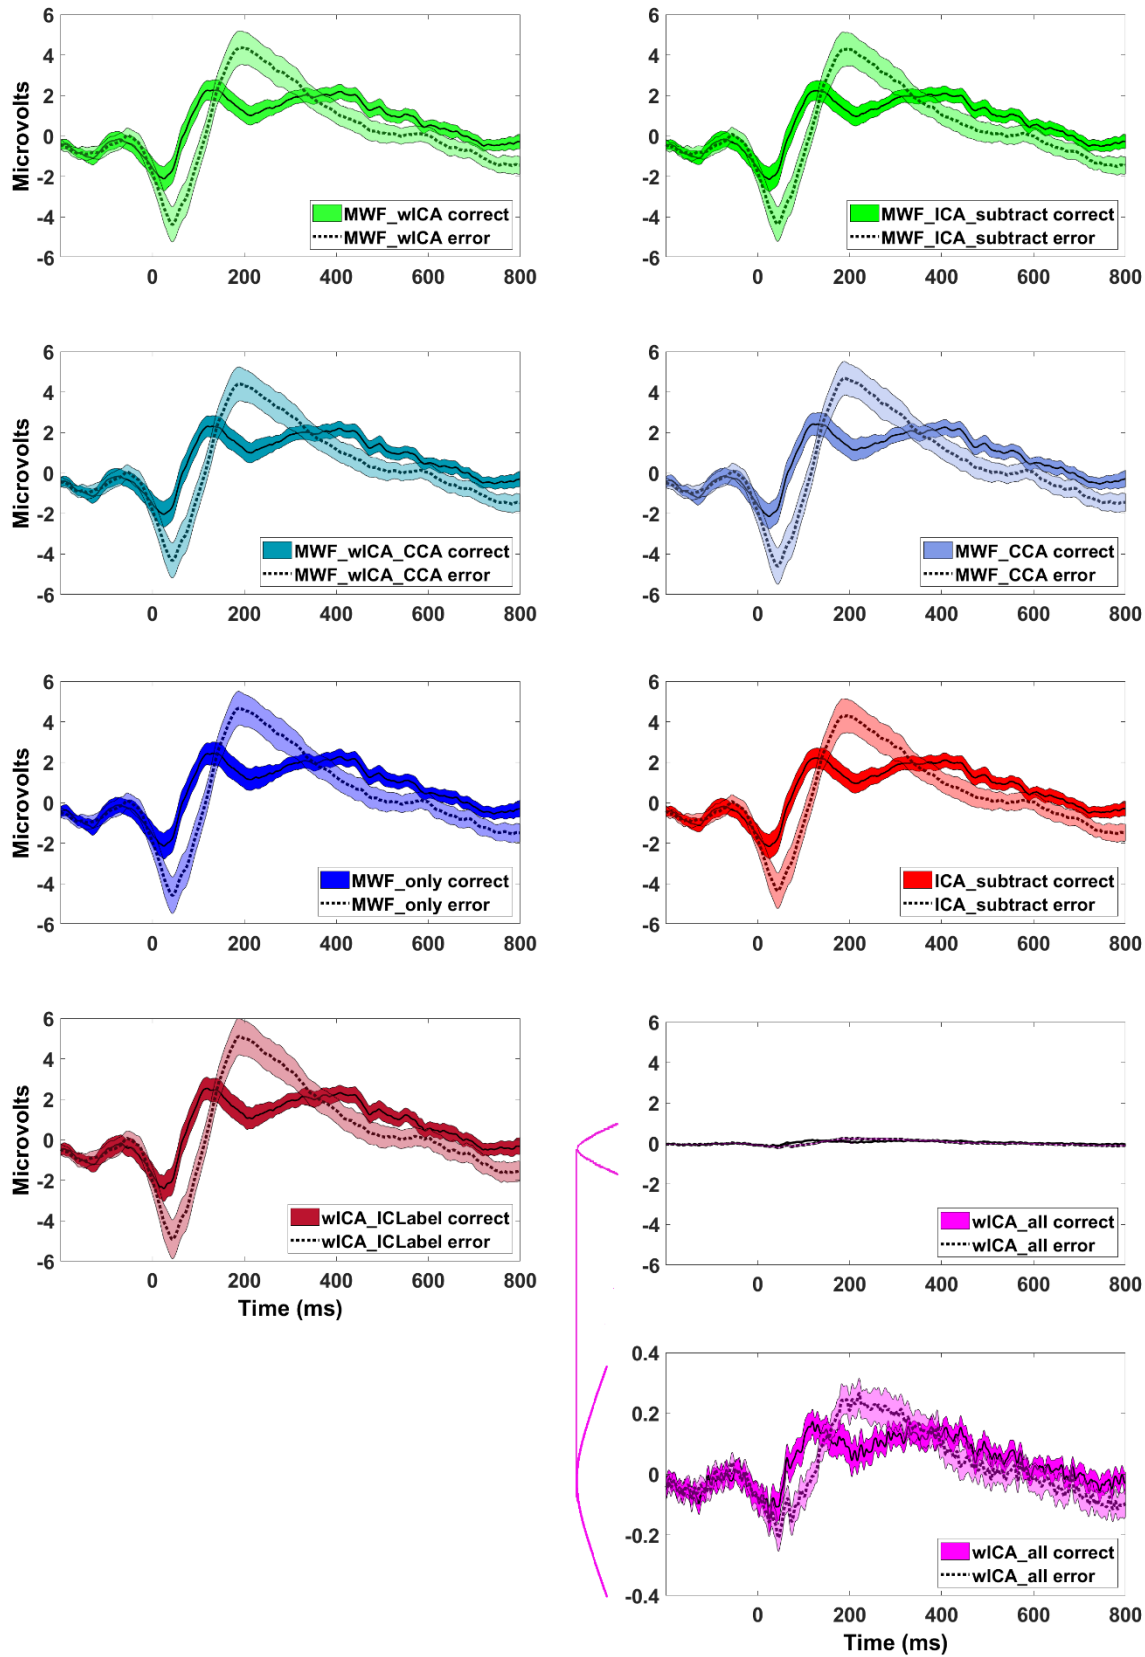 Microvolts
6
4
2
0
-2
-4
-6
MWF_wICA correct
MWF_wICA error
0 200 400 600 800
6
4
2
0
-2
-4
-6
MWF_ICA_subtract correct
MWF_ICA_subtract error
0 200 400 600 800
6
4
2
0
-2
-4
-6
MWF_wICA_CCA correct
MWF_wICA_CCA error
0 200 400 600 800
6
4
2
0
-2
-4
-6
MWF_CCA correct
MWF_CCA error
0 200 400 600 800
Microvolts
6
4
2
0
-2
-4
-6
MWF_only correct
MWF_only error
0 200 400 600 800
6
4
2
0
-2
-4
-6
ICA_subtract correct
ICA_subtract error
0 200 400 600 800
Microvolts
6
4
2
0
-2
-4
-6
wICA_ICLabel correct
wICA_ICLabel error
0 200 400 600 800
Time (ms)
6
4
2
0
-2
-4
-6
wICA_all correct
wICA_all error
0 200 400 600 800
0.4
0.2
0
-0.2
-0.4
wICA_all correct
wICA_all error
0 200 400 600 800
Time (ms)